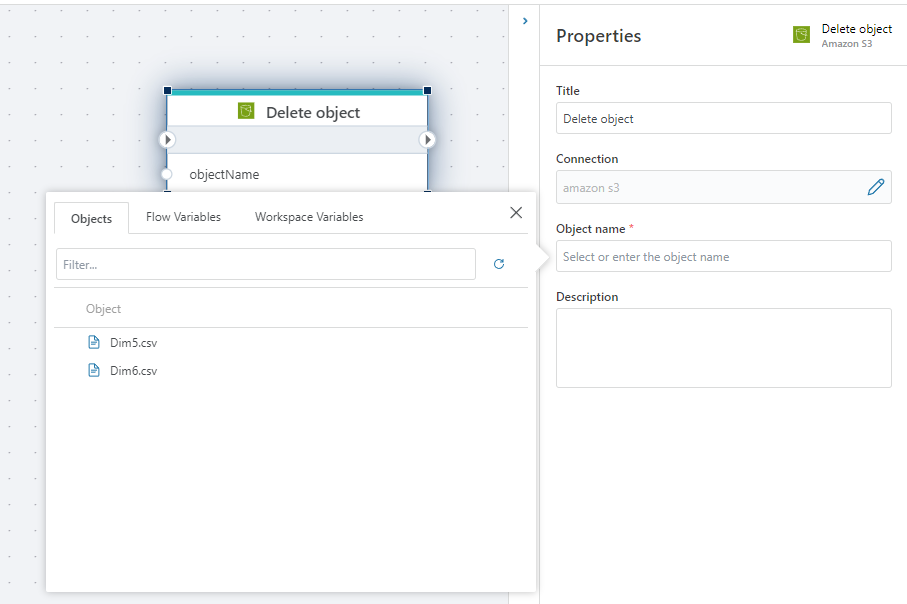 Delete object
objectName
Objects
Flow Variables
Workspace Variables
Filter...
Object
Dim5.csv
Dim6.csv
Properties
Delete object
Amazon S3
Title
Delete object
Connection
amazon s3
Object name *
Select or enter the object name
Description